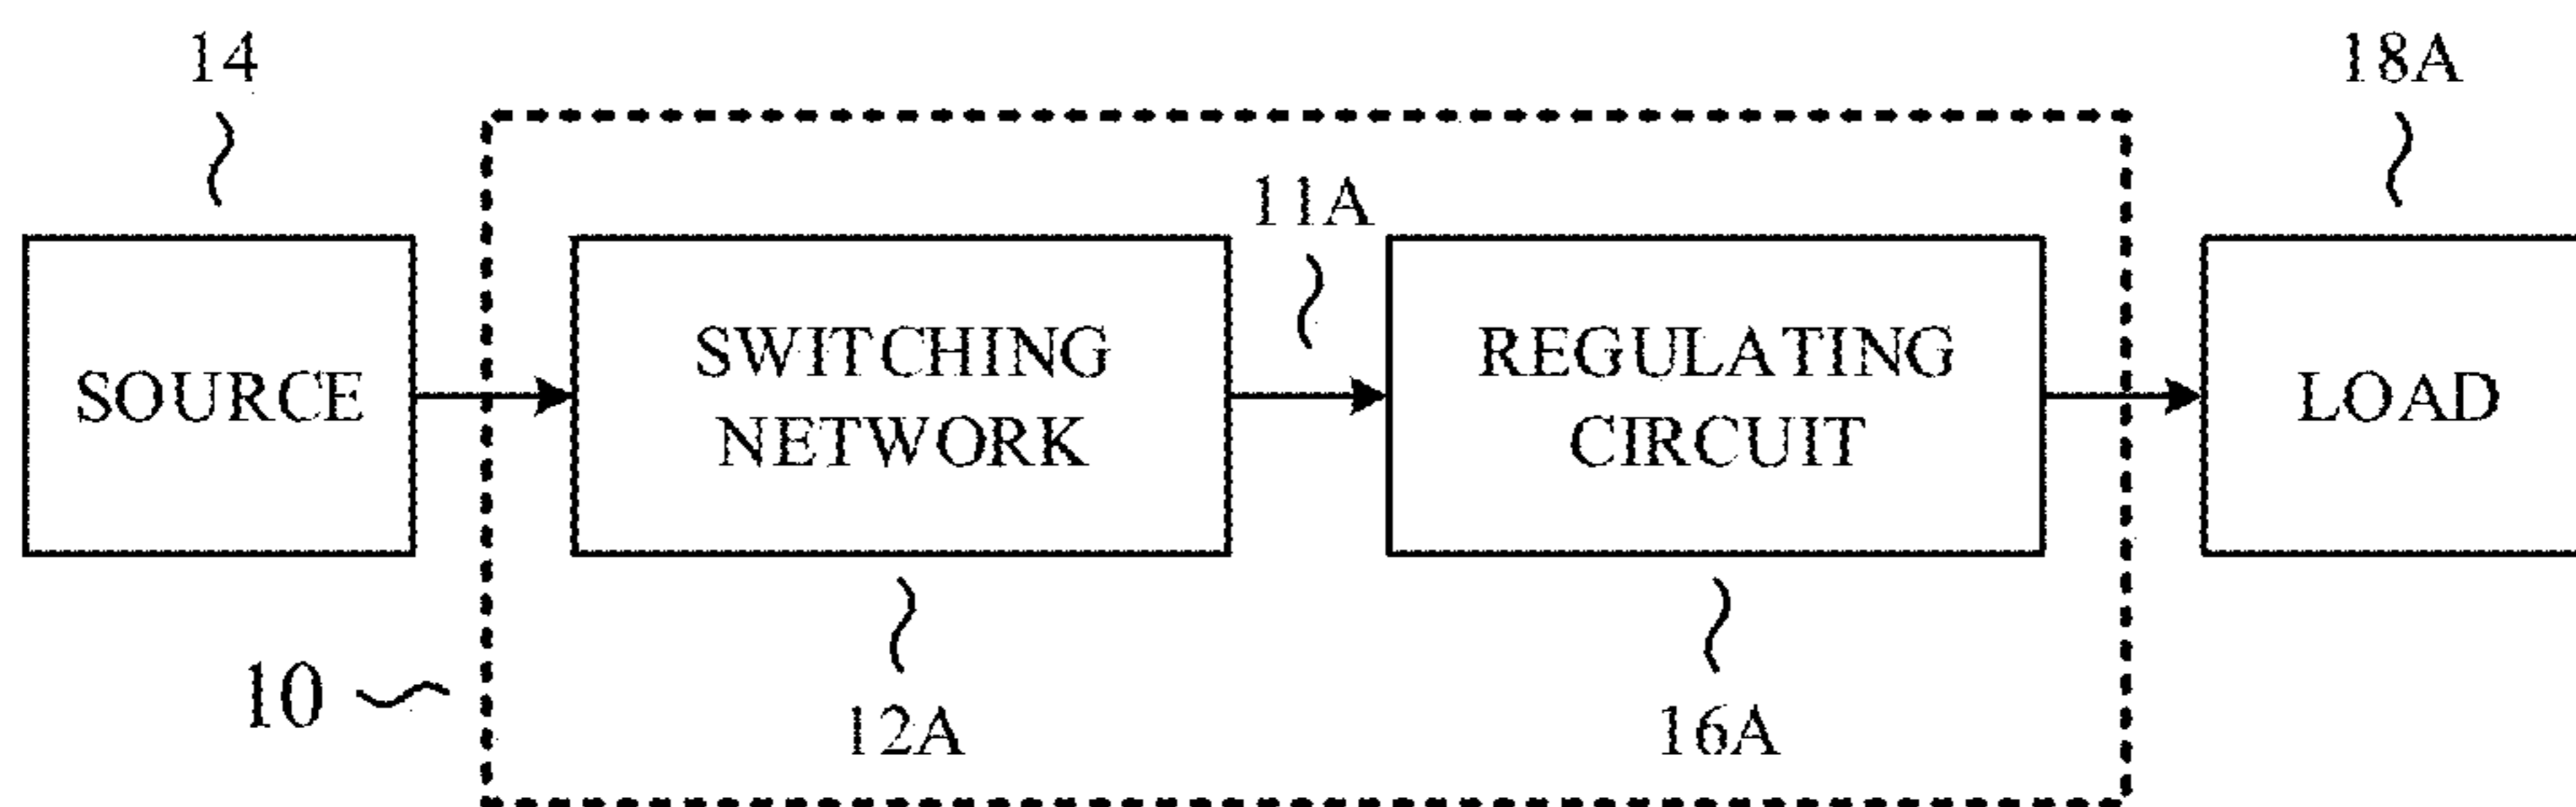 14
18A
11A
SOURCE
SWITCHING
NETWORK
REGULATING
CIRCUIT
LOAD
10
12A
16A